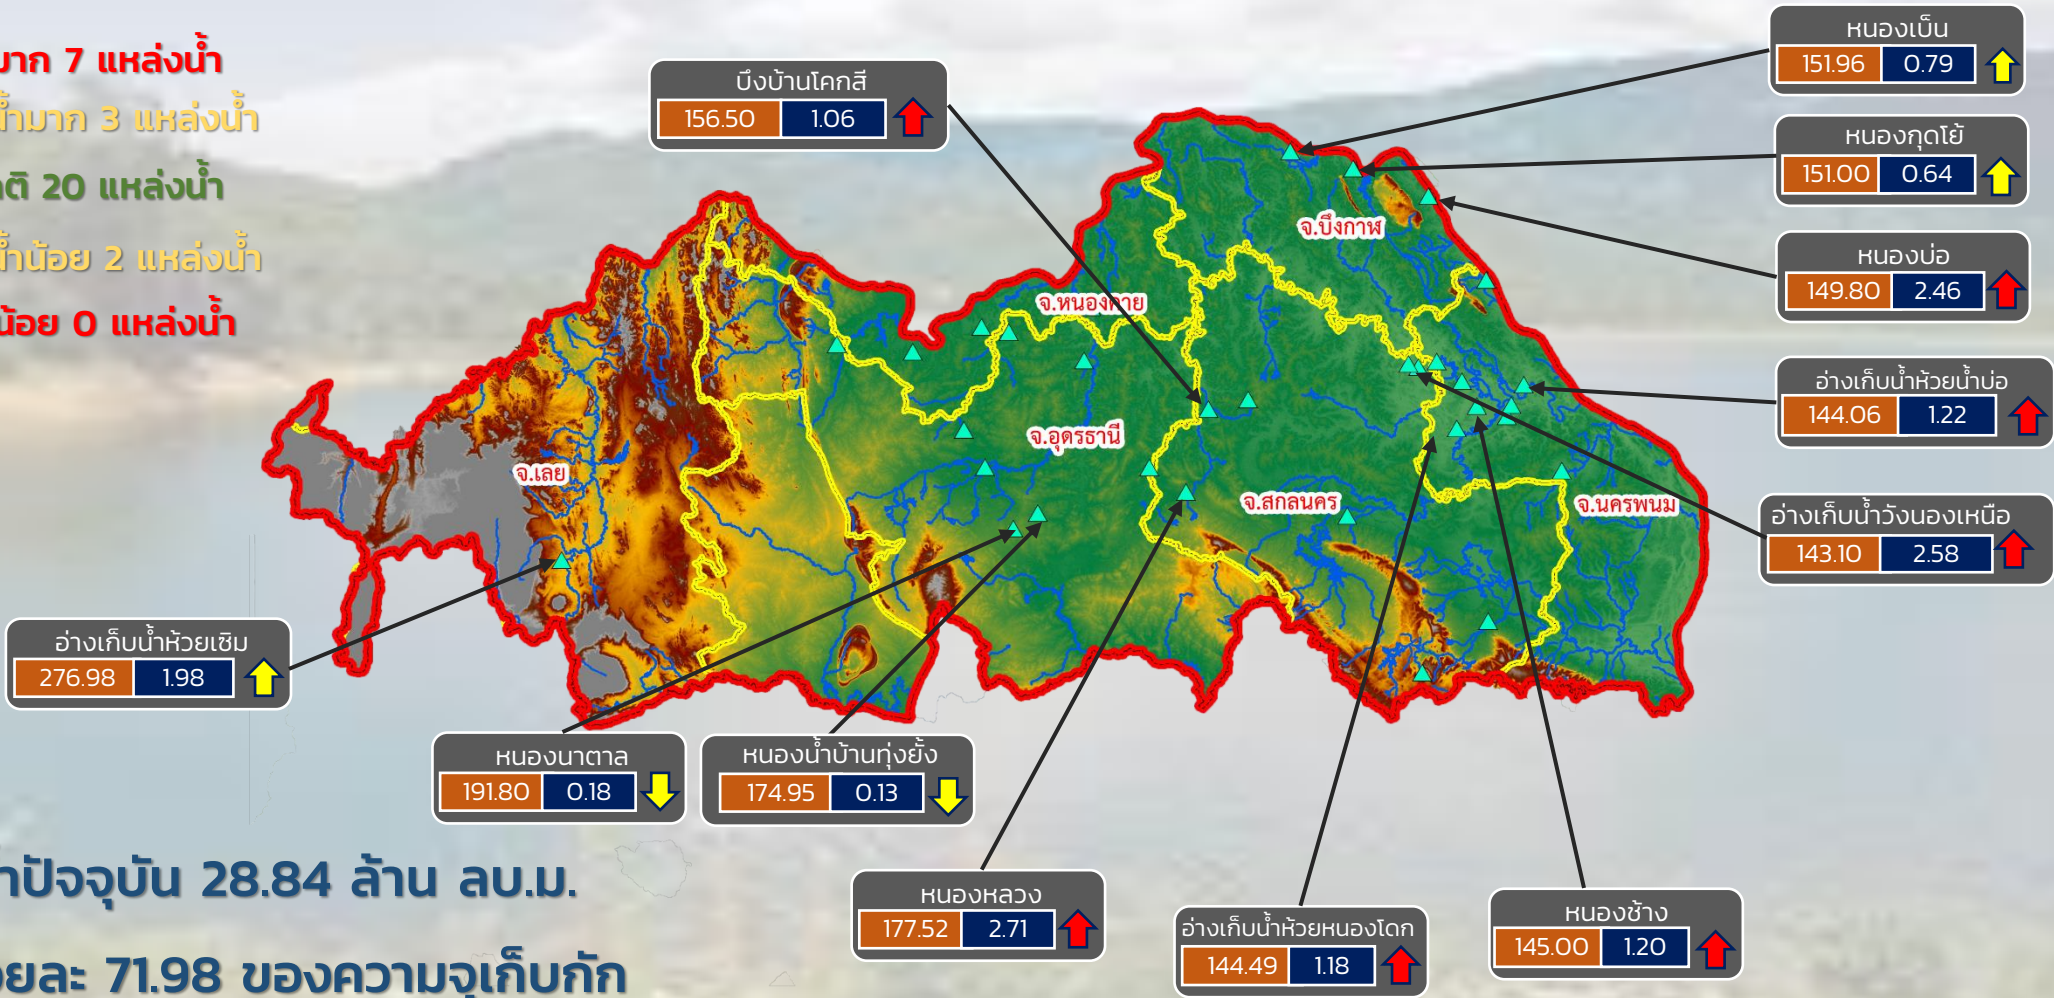 มาก 7 แหล่งน้ำ
น้ำมาก 3 แหล่งน้ำ
20 แหล่งน้ำ
น้ำน้อย 2 แหล่งน้ำ
น้อย 0 แหล่งน้ำ
บึงบ้านโคกสี
156.50 1.06
หนองเบ็น
151.96 0.79
หนองกุดโย้
151.00 0.64
หนองบ่อ
149.80 2.46
อ่างเก็บน้ำห้วยน้ำบ่อ
144.06 1.22
อ่างเก็บน้ำวังนองเหนือ
143.10 2.58
จ.บึงกาฬ
จ.หนองคาย
จ.อุดรธานี
จ.เลย
จ.สกลนคร
จ.นครพนม
อ่างเก็บน้ำห้วยเซิม
276.98 1.98
หนองนาตาล
191.80 0.18
หนองน้ำบ้านทุ่งยั้ง
174.95 0.13
หนองหลวง
177.52 2.71
อ่างเก็บน้ำห้วยหนองโดก
144.49 1.18
หนองช้าง
145.00 1.20
ปัจจุบัน 28.84 ล้าน ลบ.ม.
ยละ 71.98 ของความจุเก็บกัก